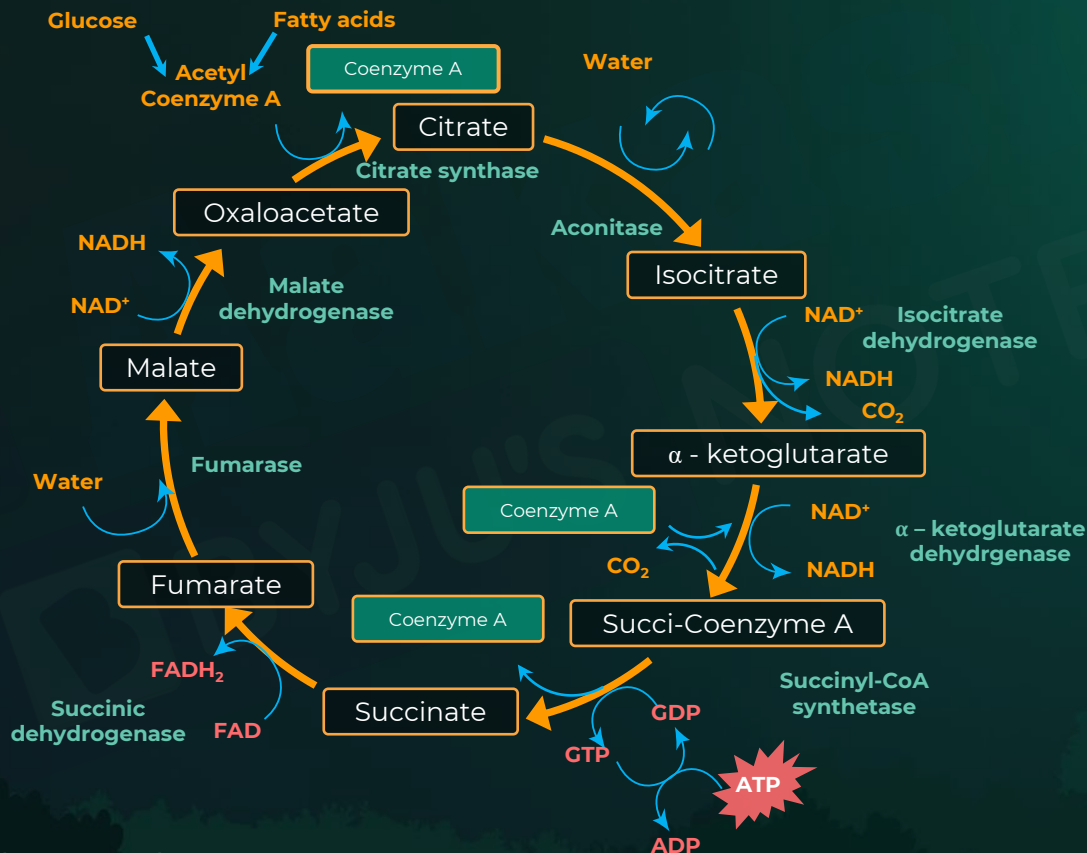 Glucose
Fatty acids
Acetyl
Coenzyme A
Coenzyme A
Water
Citrate
Citrate synthase
Oxaloacetate
Aconitase
NADH
NAD⁺
Malate
dehydrogenase
Isocitrate
NAD⁺
Isocitrate
dehydrogenase
NADH
CO₂
Malate
α - ketoglutarate
Fumarase
Water
Coenzyme A
NAD⁺
α – ketoglutarate
dehydrgenase
CO₂
NADH
Fumarate
Coenzyme A
Succi-Coenzyme A
FADH₂
Succinic
dehydrogenase
FAD
Succinate
Succinyl-CoA
synthetase
GDP
GTP
ATP
ADP
BYJU'S NOTE